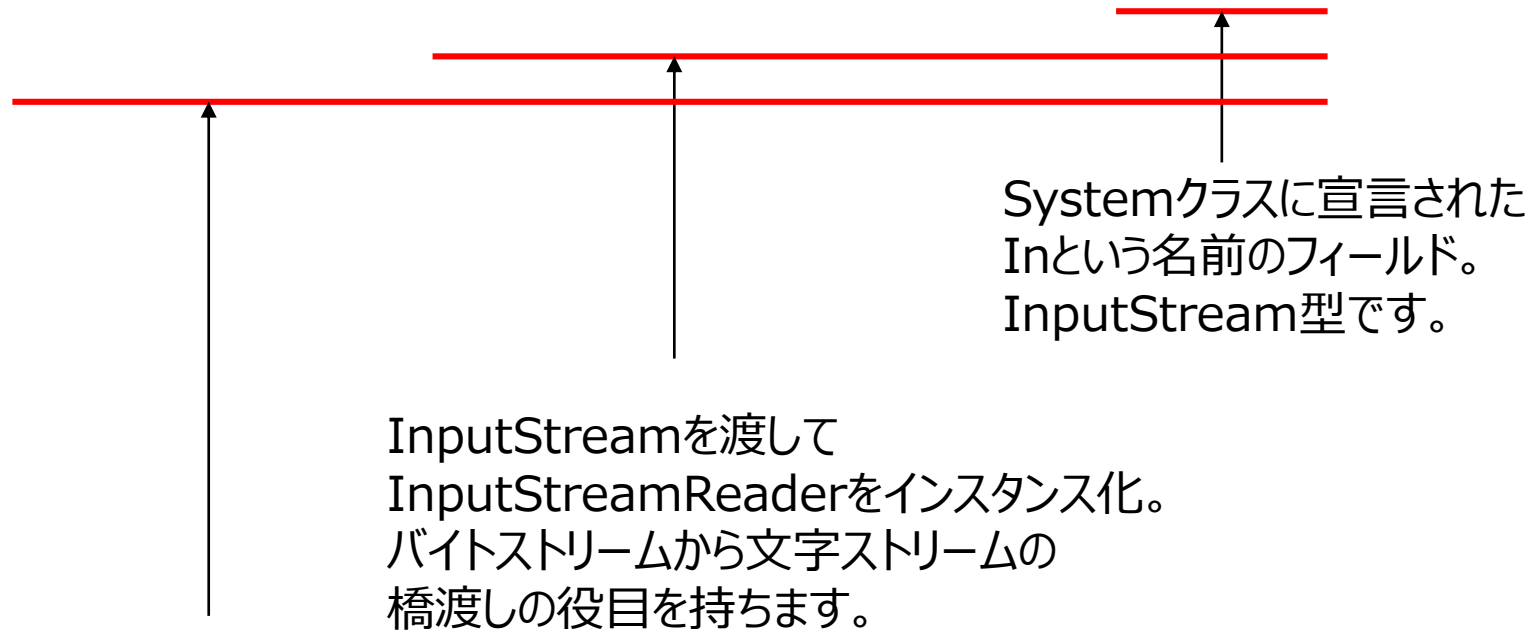 Systemクラスに宣言された
Inという名前のフィールド。
InputStream型です。
InputStreamを渡して
InputStreamReaderをインスタンス化。
バイトストリームから文字ストリームの
橋渡しの役目を持ちます。